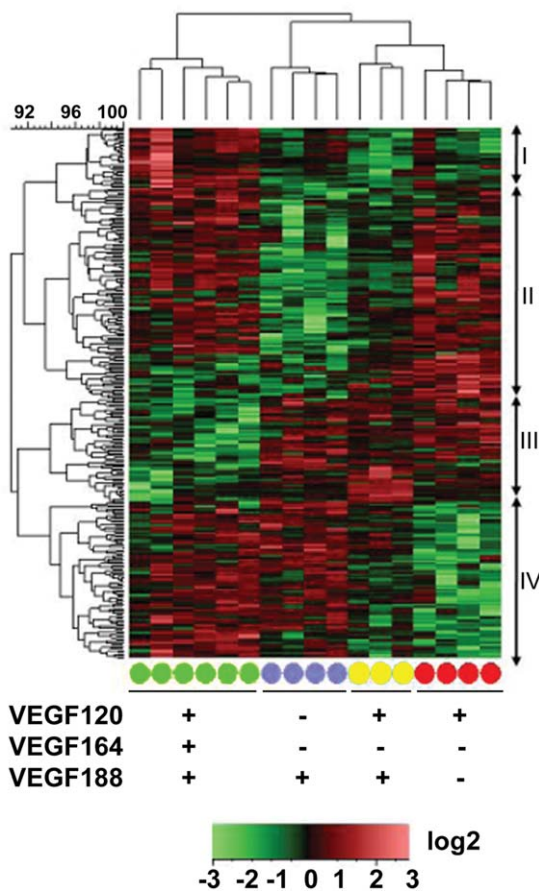 92 96 100
I
II
III
IV
VEGF120 + - + +
VEGF164 + - - -
VEGF188 + + + -
log2
-3 -2 -1 0 1 2 3